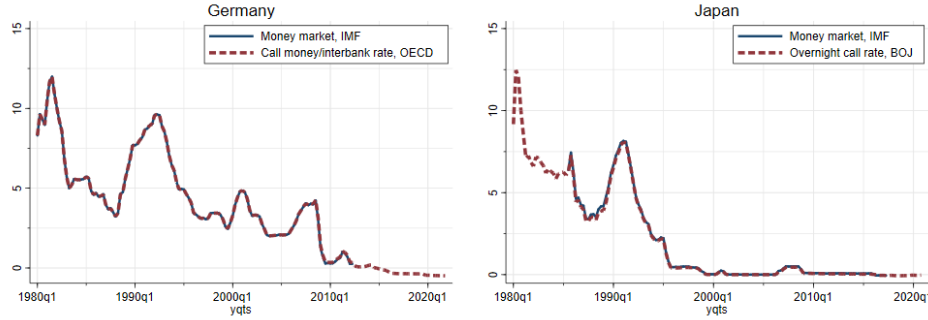 Germany
Money market, IMF
Call money/interbank rate, OECD
15
10
5
0
1980q1 1990q1 2000q1 2010q1 2020q1
yqts
Japan
Money market, IMF
Overnight call rate, BOJ
15
10
5
0
1980q1 1990q1 2000q1 2010q1 2020q1
yqts